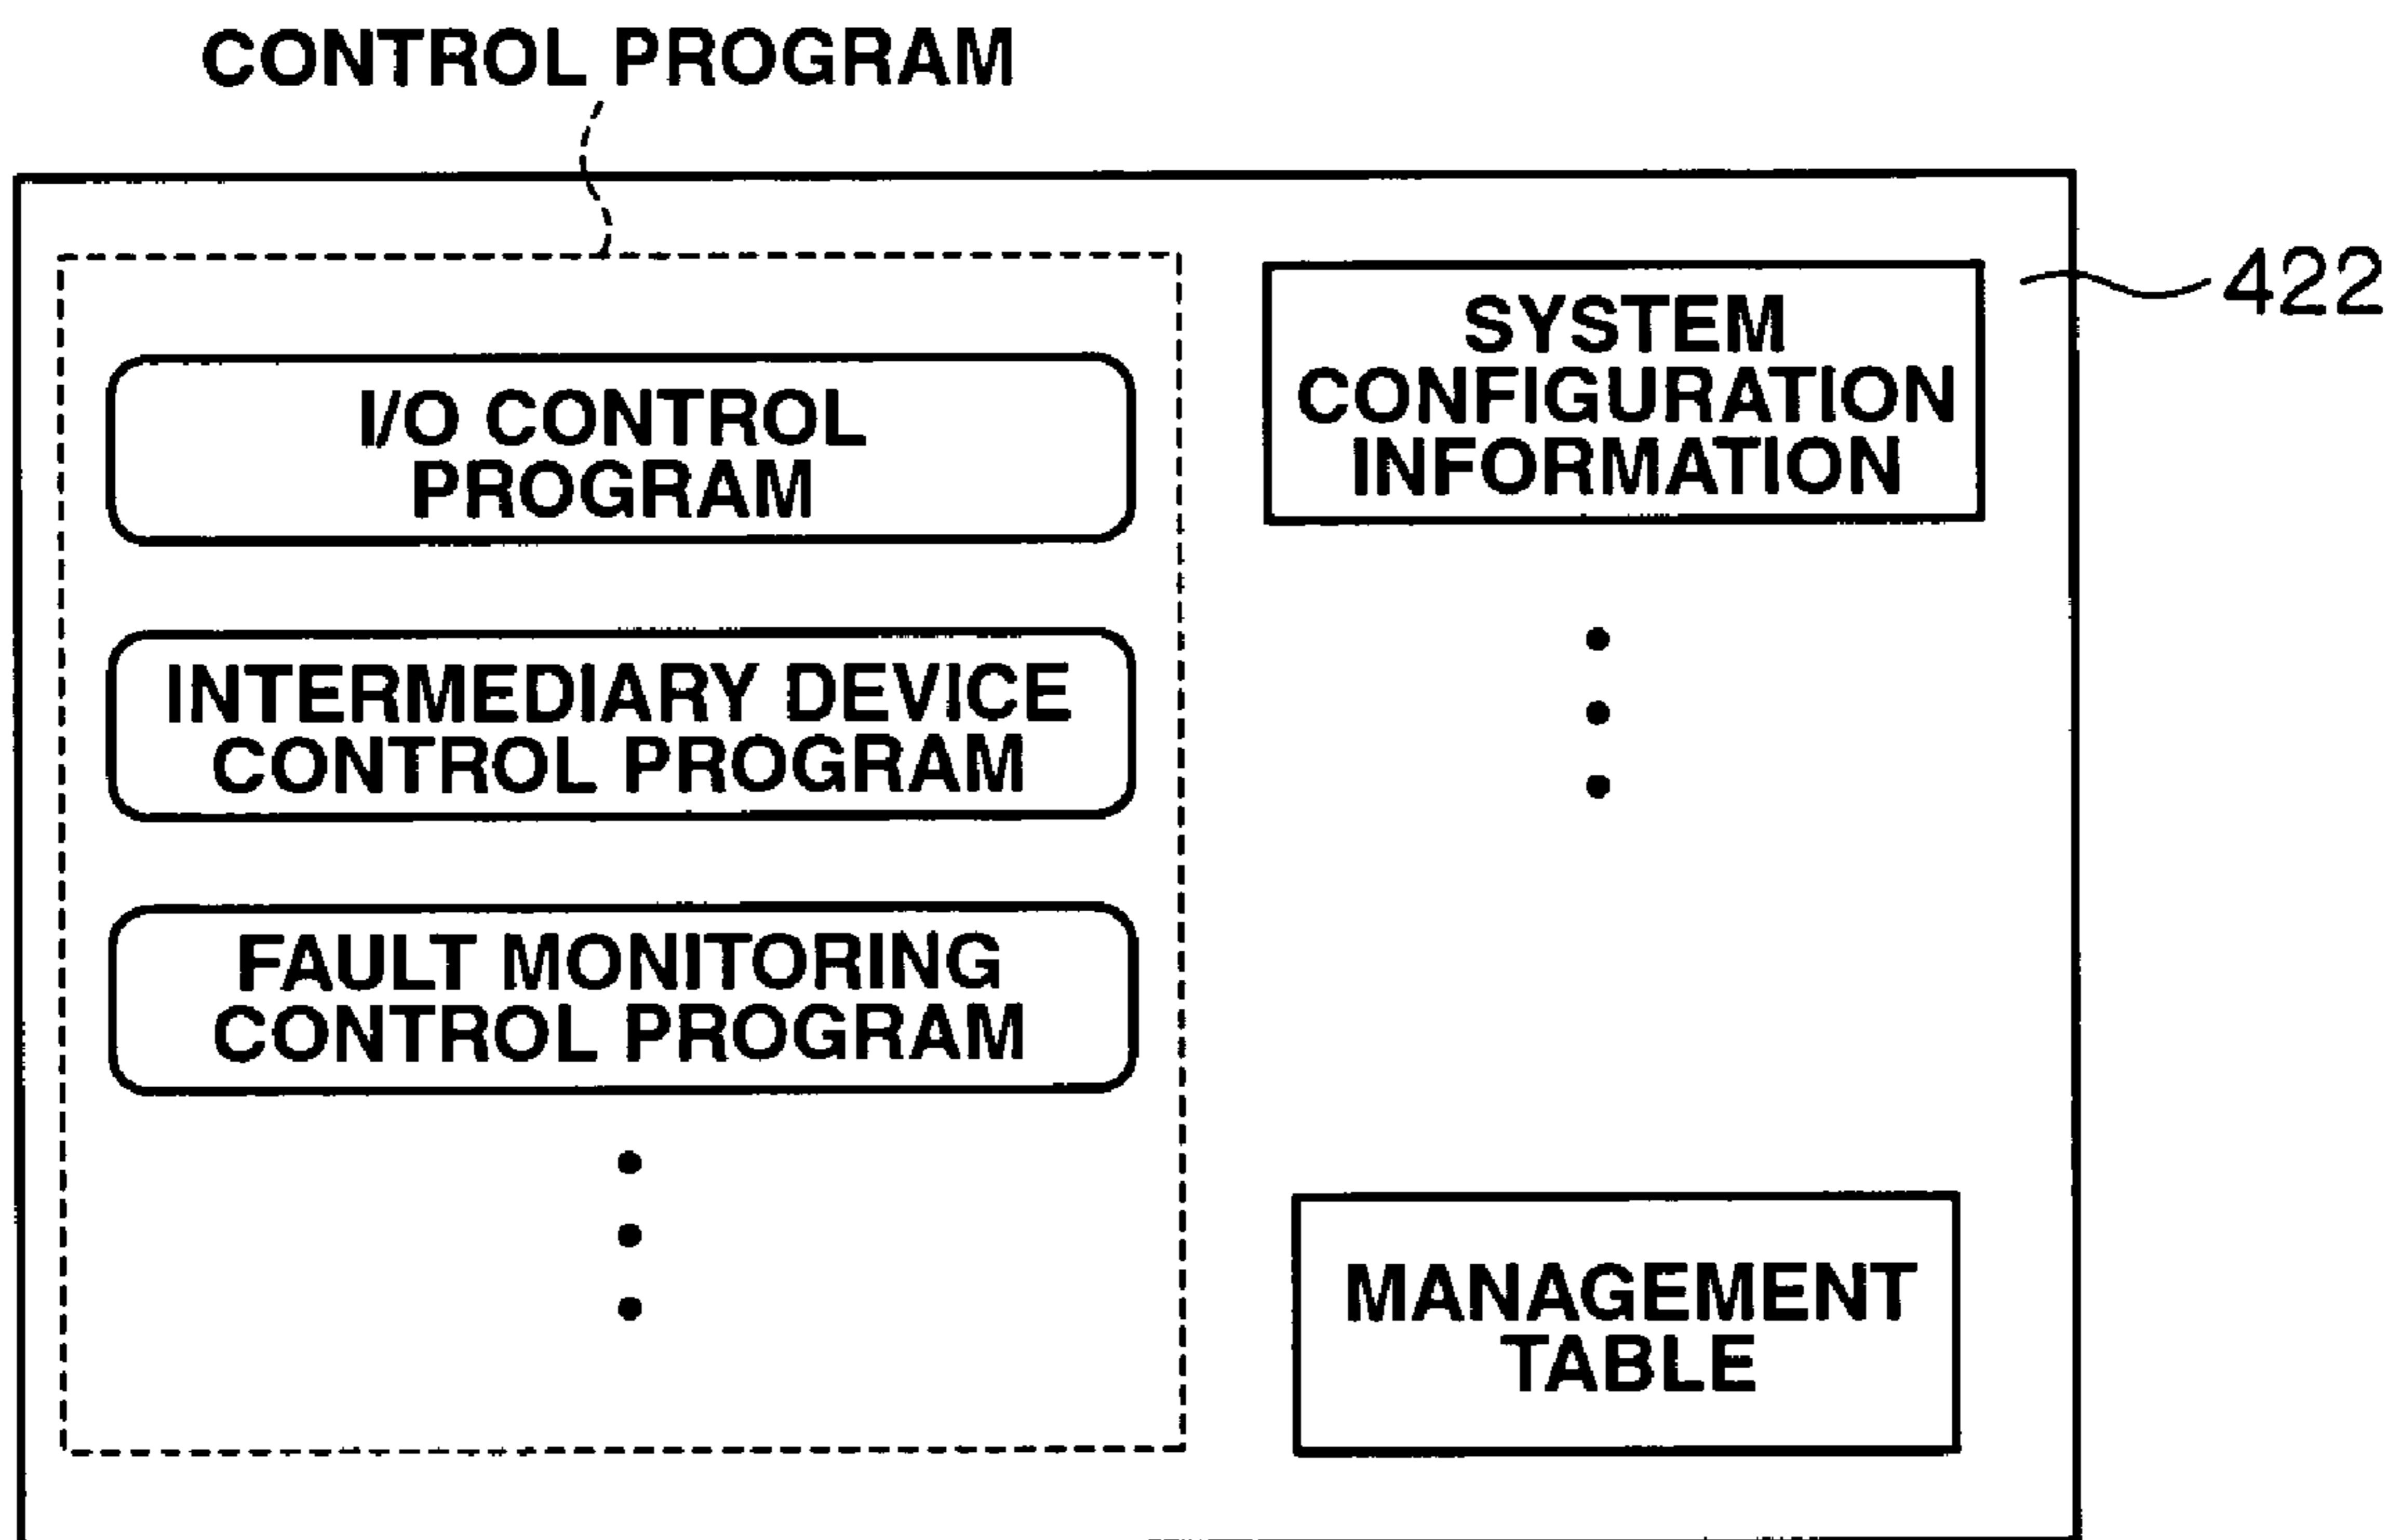 CONTROL PROGRAM
I/O CONTROL
PROGRAM
INTERMEDIARY DEVICE
CONTROL PROGRAM
FAULT MONITORING
CONTROL PROGRAM
SYSTEM
CONFIGURATION
INFORMATION
MANAGEMENT
TABLE
422